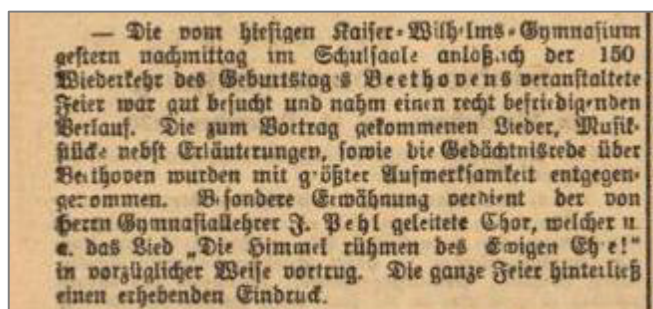 — Die vom hiesigen Kaiser-Wilhelms-Gymnasium
gestern nachmittag im Schulsaale anläßlich der 150
Wiederkehr des Geburtstag s Beethovens veranstaltete
Feier war gut besucht und nahm einen recht befriedigenden
Verlauf. Die zum Vortrag gekommenen Lieder, Musik-
stücke nebst Erläuterungen, sowie die Gedächtnisrede über
Beethoven wurden mit größter Aufmerksamkeit entgegen-
genommen. Besondere Erwähnung verdient der von
Herrn Gymnasiallehrer J. Pehl geleitete Chor, welcher u
a. das Lied „Die Himmel rühmen des Ewigen Ehre!"
in vorzüglicher Weise vortrug. Die ganze Feier hinterließ
einen erhebenden Eindruck.